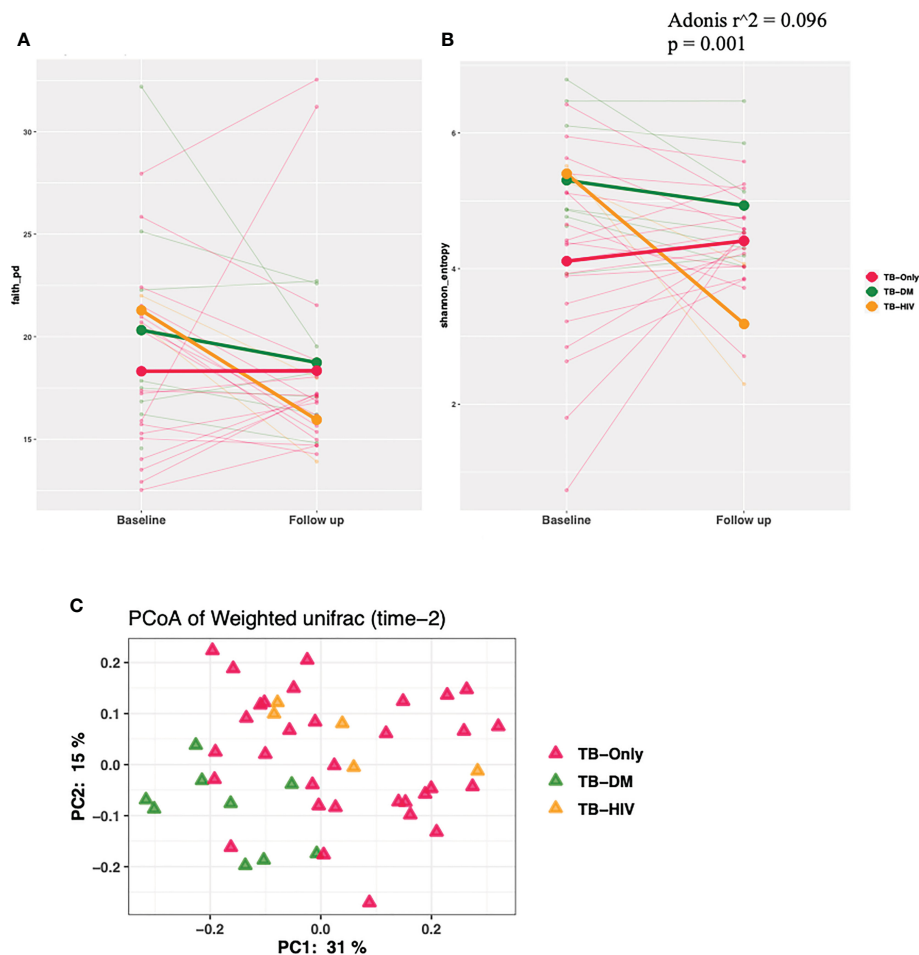 Adonis r^2 = 0.096
p = 0.001
A
B
faith_pd
30
25
20
15
Baseline
Follow up
shannon_entropy
6
4
2
Baseline
Follow up
TB-Only
TB-DM
TB-HIV
C
PCoA of Weighted unifrac (time-2)
PC2: 15 %
0.2
0.1
0.0
-0.1
-0.2
-0.2
0.0
0.2
PC1: 31 %
TB-Only
TB-DM
TB-HIV